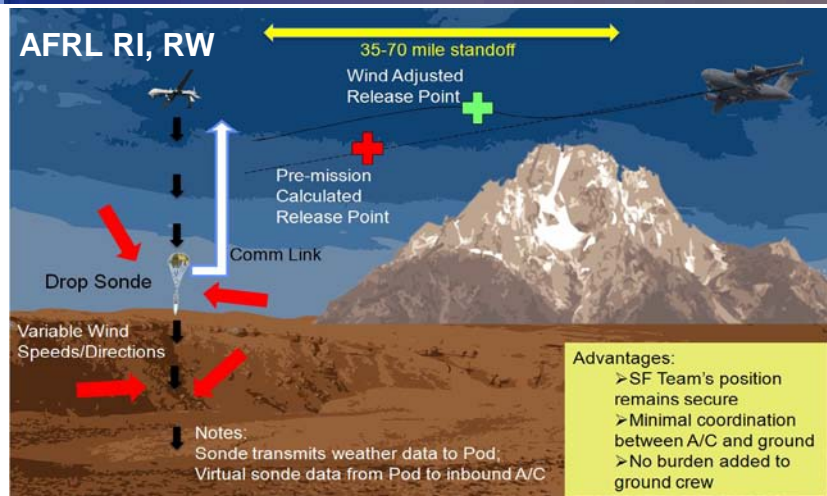 AFRL RI, RW
35-70 mile standoff
Wind Adjusted
Release Point
Pre-mission
Calculated
Release Point
Comm Link
Drop Sonde
Variable Wind
Speeds/Directions
Notes:
Sonde transmits weather data to Pod;
Virtual sonde data from Pod to inbound A/C
Advantages:
➢SF Team's position
remains secure
➢Minimal coordination
between A/C and ground
➢No burden added to
ground crew